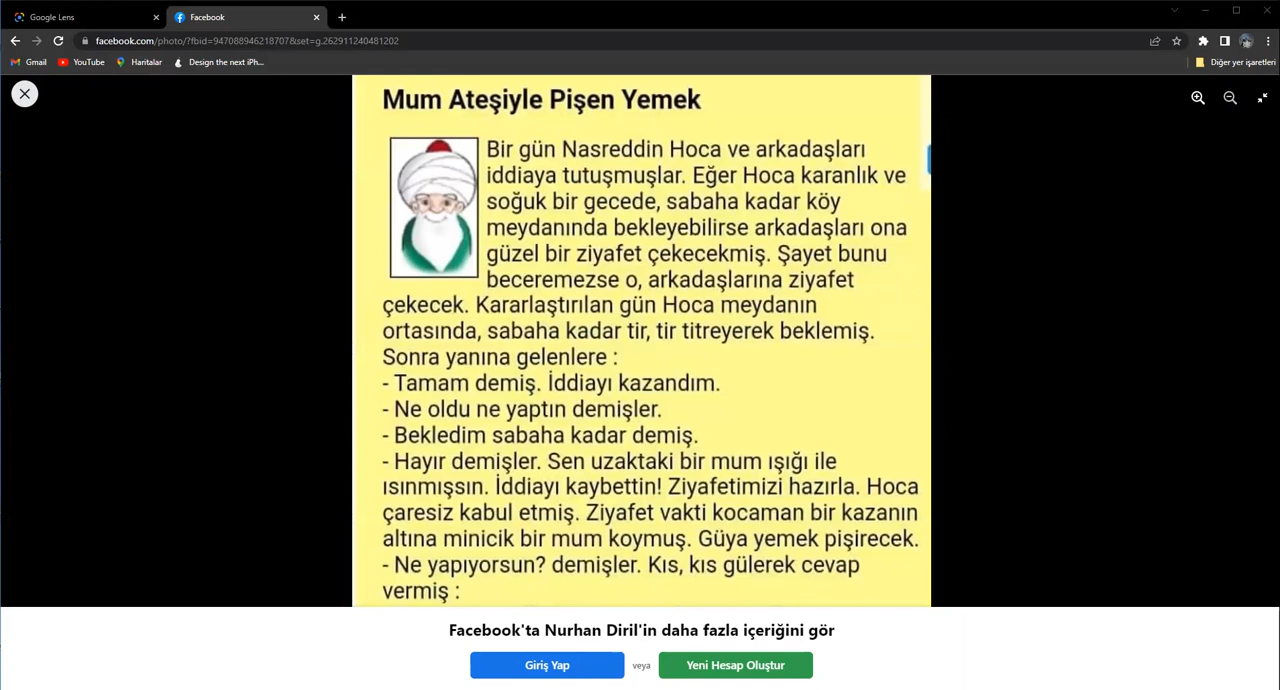 Google Lens
Facebook
facebook.com/photo/?fbid=947088946218707&set=g.262911240481202
Gmail
YouTube
Haritalar
Design the next iPh...
Diğer yer işaretleri
Mum Ateşiyle Pişen Yemek
Bir gün Nasreddin Hoca ve arkadaşları
iddiaya tutuşmuşlar. Eğer Hoca karanlık ve
soğuk bir gecede, sabaha kadar köy
meydanında bekleyebilirse arkadaşları ona
güzel bir ziyafet çekecekmiş. Şayet bunu
beceremezse o, arkadaşlarına ziyafet
çekecek. Kararlaştırılan gün Hoca meydanın
ortasında, sabaha kadar tir, tir titreyerek beklemiş.
Sonra yanına gelenlere :
- Tamam demiş. İddiayı kazandım.
- Ne oldu ne yaptın demişler.
- Bekledim sabaha kadar demiş.
- Hayır demişler. Sen uzaktaki bir mum ışığı ile
ısınmışsın. İddiayı kaybettin! Ziyafetimizi hazırla. Hoca
çaresiz kabul etmiş. Ziyafet vakti kocaman bir kazanın
altına minicik bir mum koymuş. Güya yemek pişirecek.
- Ne yapıyorsun? demişler. Kıs, kıs gülerek cevap
vermiş :
Facebook'ta Nurhan Diril'in daha fazla içeriğini gör
Giriş Yap
veya
Yeni Hesap Oluştur